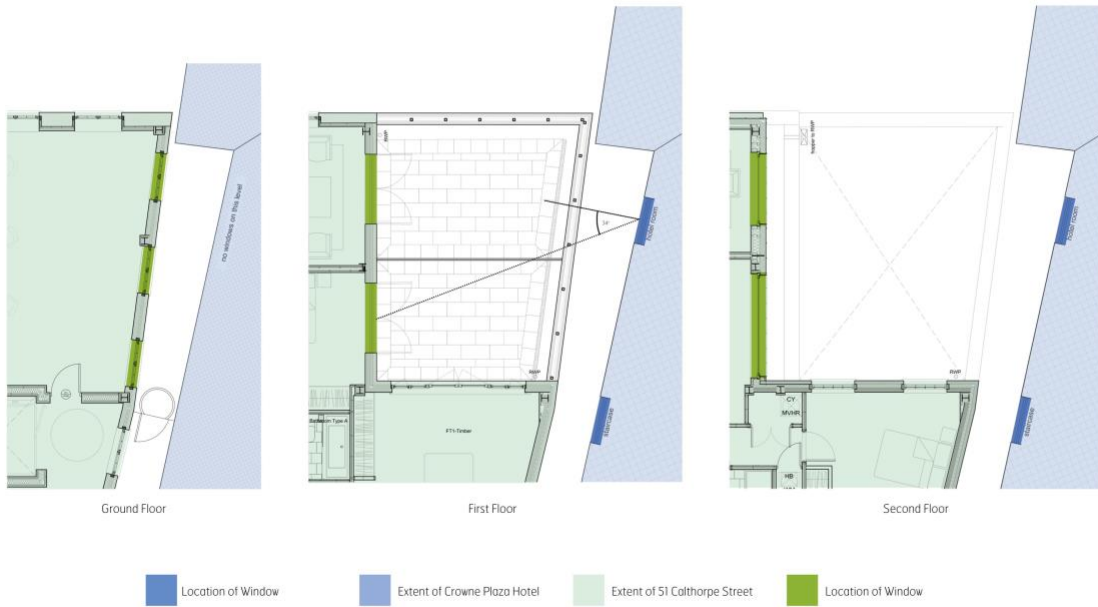 no windows on this level
Ground Floor
RWP
34°
hotel room
staircase
RWP
Bathroom Type A
FT1-Timber
First Floor
hopper to RWP
hotel room
staircase
RWP
CY
MVHR
HB
Second Floor
Location of Window
Extent of Crowne Plaza Hotel
Extent of 51 Calthorpe Street
Location of Window